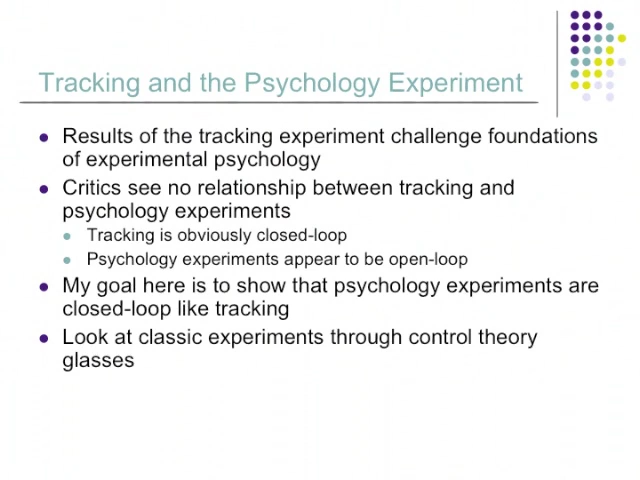 Tracking and the Psychology Experiment
Results of the tracking experiment challenge foundations
of experimental psychology
Critics see no relationship between tracking and
psychology experiments
Tracking is obviously closed-loop
Psychology experiments appear to be open-loop
My goal here is to show that psychology experiments are
closed-loop like tracking
Look at classic experiments through control theory
glasses